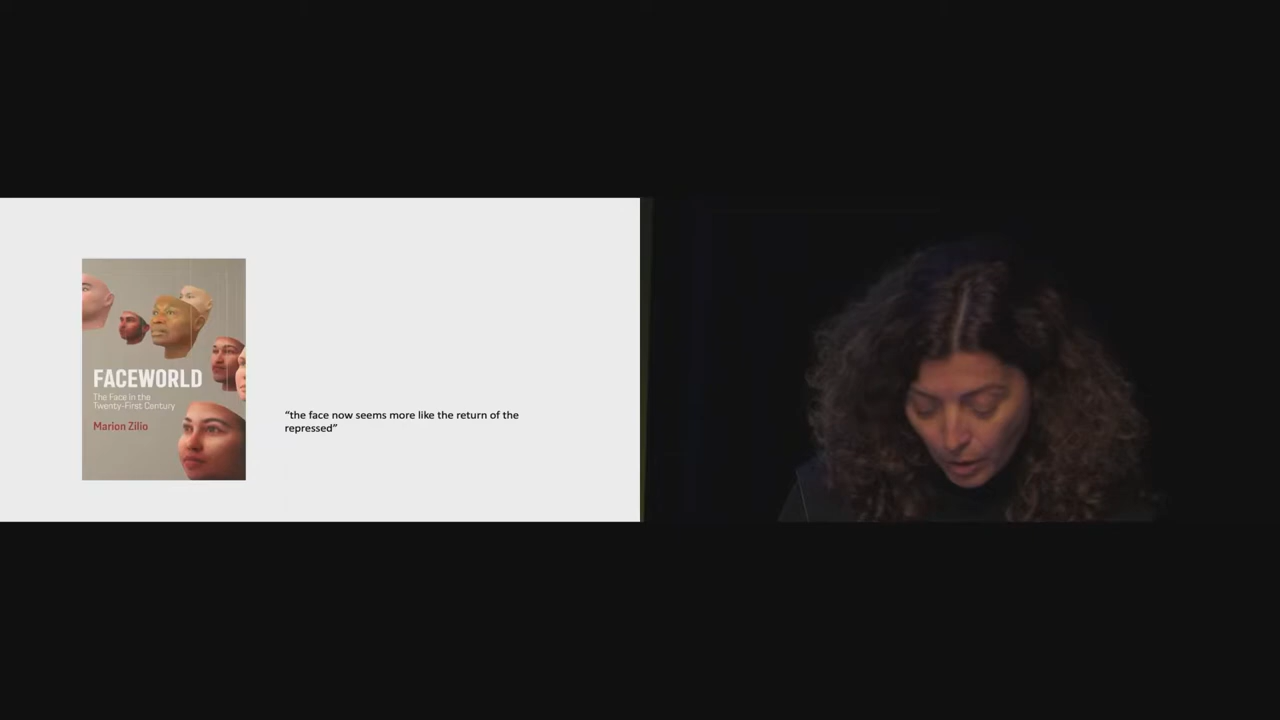 FACEWORLD
The Face in the
Twenty-First Century
Marion Zilio
“the face now seems more like the return of the
repressed”